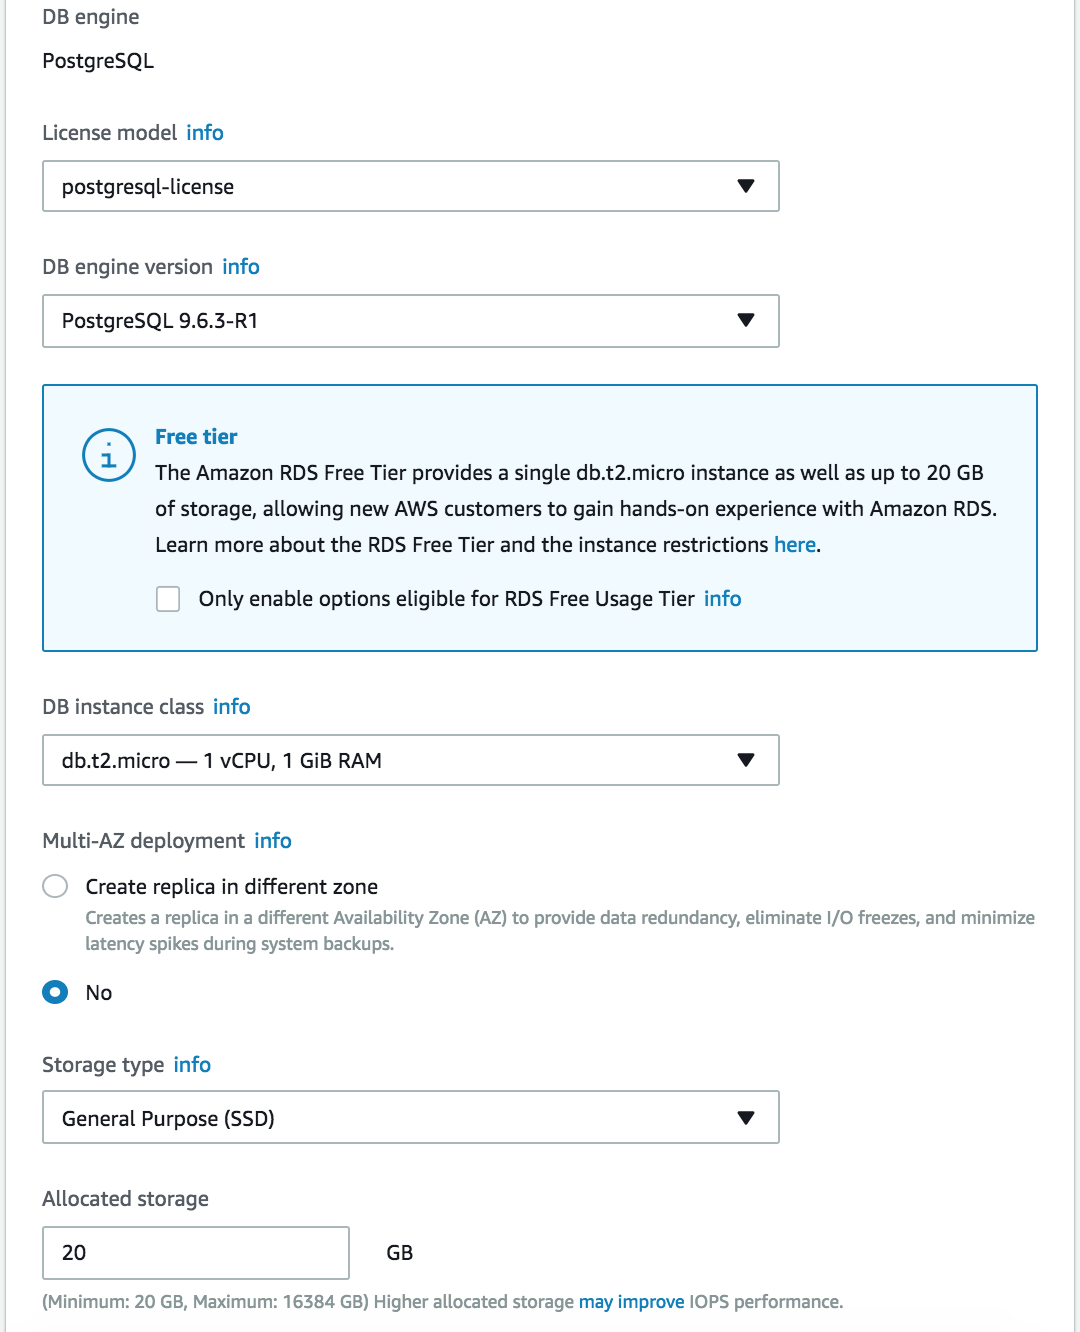 DB engine
PostgreSQL
License model info
postgresql-license
DB engine version info
PostgreSQL 9.6.3-R1
Free tier
The Amazon RDS Free Tier provides a single db.t2.micro instance as well as up to 20 GB
of storage, allowing new AWS customers to gain hands-on experience with Amazon RDS.
Learn more about the RDS Free Tier and the instance restrictions here.
Only enable options eligible for RDS Free Usage Tier info
DB instance class info
db.t2.micro — 1 vCPU, 1 GiB RAM
Multi-AZ deployment info
Create replica in different zone
Creates a replica in a different Availability Zone (AZ) to provide data redundancy, eliminate I/O freezes, and minimize
latency spikes during system backups.
No
Storage type info
General Purpose (SSD)
Allocated storage
20 GB
(Minimum: 20 GB, Maximum: 16384 GB) Higher allocated storage may improve IOPS performance.